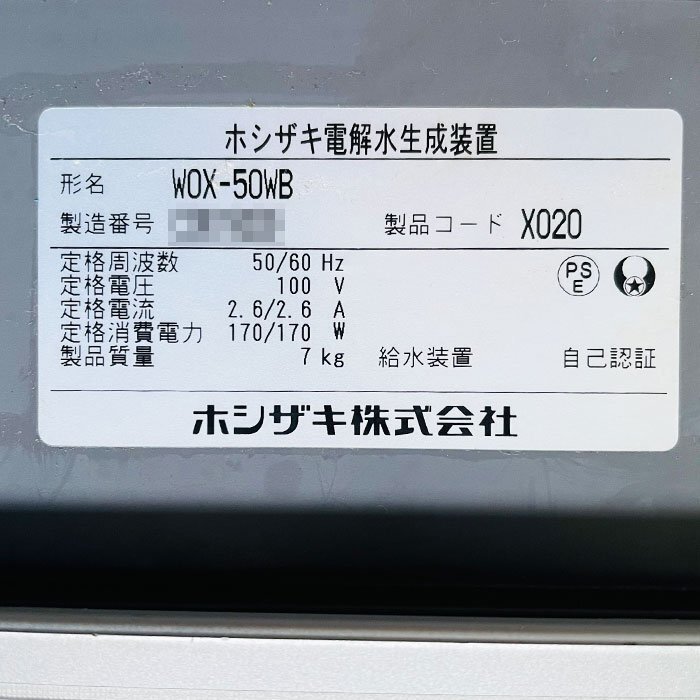 ホシザキ電解水生成装置
形名 WOX-50WB
製造番号 製品コード X020
定格周波数 50/60 Hz
定格電圧 100 V
定格電流 2.6/2.6 A
定格消費電力 170/170 W
製品質量 7 kg 給水装置 自己認証
PS
E
ホシザキ株式会社